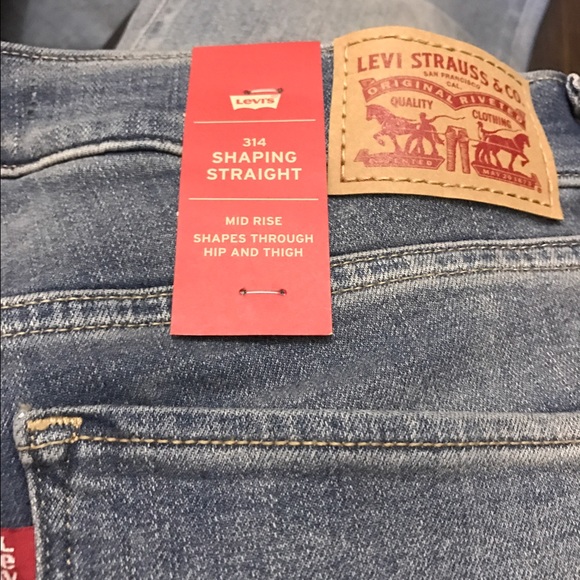 Levi's
314
SHAPING
STRAIGHT
MID RISE
SHAPES THROUGH
HIP AND THIGH
LEVI STRAUSS & CO.
SAN FRANCISCO
CAL.
ORIGINAL RIVETED
QUALITY CLOTHING